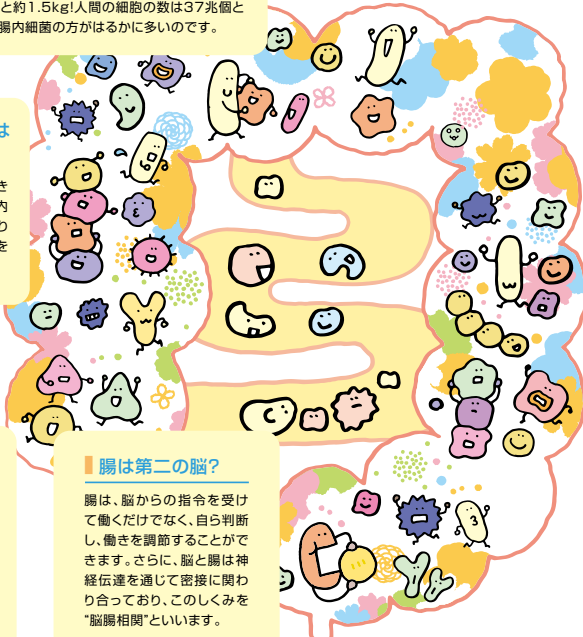 と約1.5kg!人間の細胞の数は37兆個と
腸内細菌の方がはるかに多いのです。
は
き
内
り
を
腸は第二の脳?
腸は、脳からの指令を受け
て働くだけでなく、自ら判断
し、働きを調節することがで
きます。さらに、脳と腸は神
経伝達を通じて密接に関わ
り合っており、このしくみを
“脳腸相関”といいます。